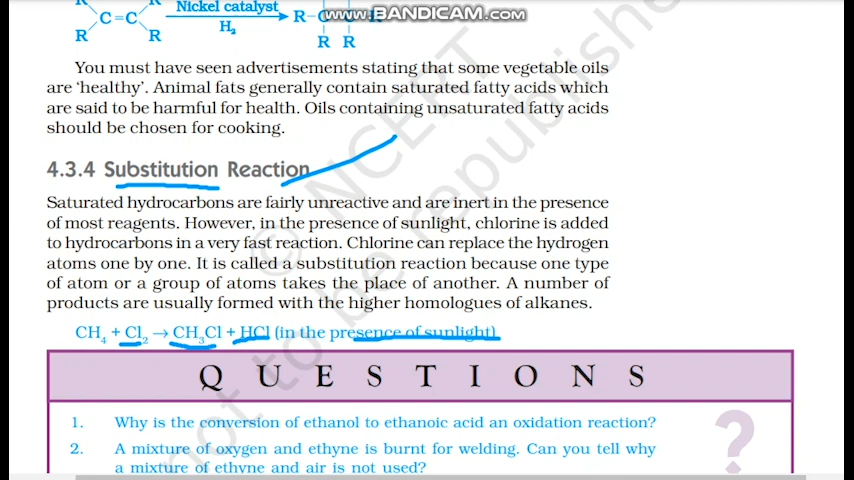 R R
C=C Nickel catalyst R–C
www.BANDICAM.com
R R H₂ R R
You must have seen advertisements stating that some vegetable oils
are 'healthy'. Animal fats generally contain saturated fatty acids which
are said to be harmful for health. Oils containing unsaturated fatty acids
should be chosen for cooking.
4.3.4 Substitution Reaction
Saturated hydrocarbons are fairly unreactive and are inert in the presence
of most reagents. However, in the presence of sunlight, chlorine is added
to hydrocarbons in a very fast reaction. Chlorine can replace the hydrogen
atoms one by one. It is called a substitution reaction because one type
of atom or a group of atoms takes the place of another. A number of
products are usually formed with the higher homologues of alkanes.
CH₄ + Cl₂ → CH₃Cl + HCl (in the presence of sunlight)
QUESTIONS
1. Why is the conversion of ethanol to ethanoic acid an oxidation reaction?
2. A mixture of oxygen and ethyne is burnt for welding. Can you tell why
a mixture of ethyne and air is not used?
?
© NCERT
not to be republished